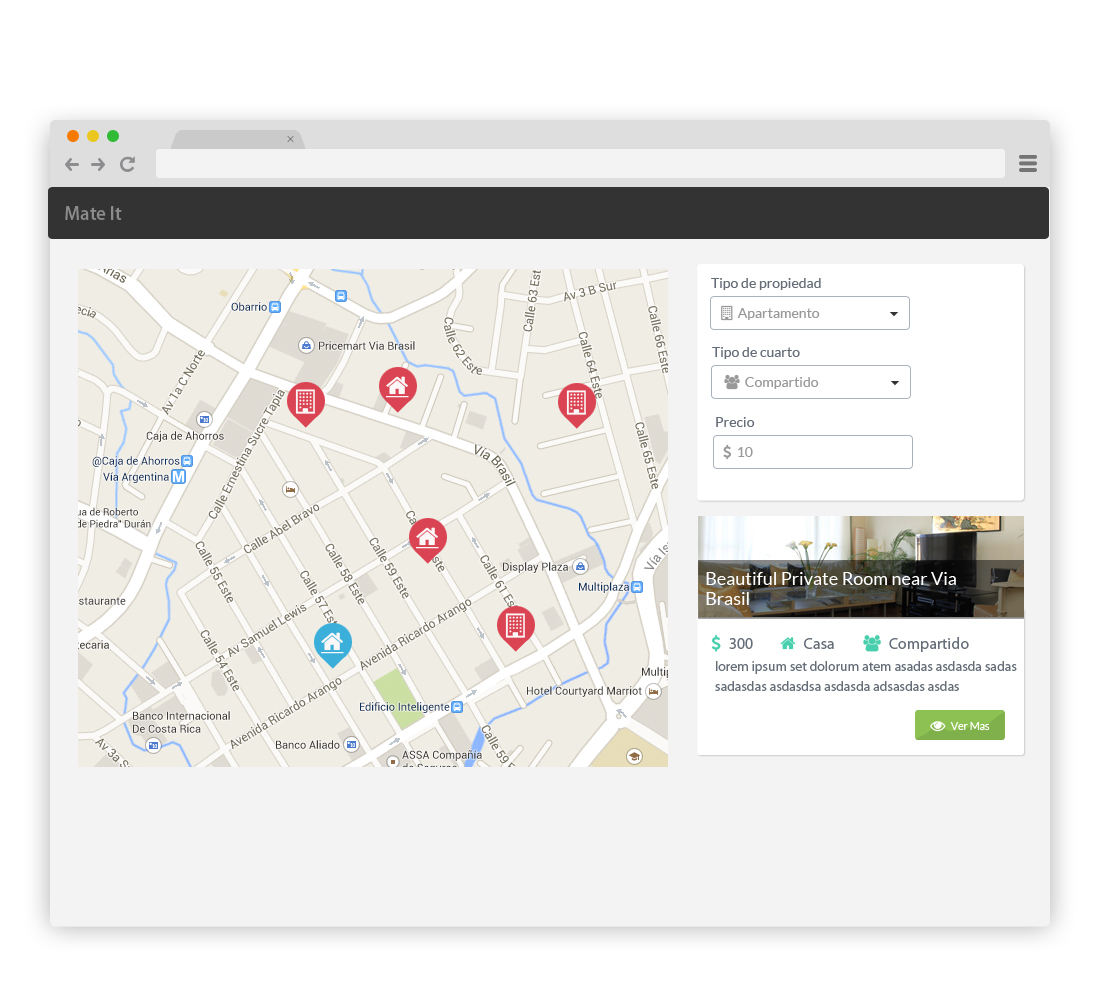 Mate It
Arias
Obarrio
Pricemart Via Brasil
Av 3 B Sur
Calle 63 Este
Calle 62 Este
Calle 64 Este
Calle 66 Este
Calle 65 Este
ecia
Av. 1a C Norte
Calle Ernestina Sucre Tapia
Caja de Ahorros
@Caja de Ahorros
Vía Argentina
M
Vía Brasil
ua de Roberto
de Piedra" Durán
Calle Abel Bravo
Calle 55 Este
Calle 57 Este
Calle 58 Este
Calle 59 Este
Calle 61 Este
Display Plaza
Multiplaza
staurante
Av Samuel Lewis
Avenida Ricardo Arango
tecaria
Calle 54 Este
Hotel Courtyard Marriot
Edificio Inteligente
Banco Internacional
De Costa Rica
Avenida Ricardo Arango
Banco Aliado
Av 3a
ASSA Compañía
de Seguros
Calle 59 Este
Tipo de propiedad
Apartamento
Tipo de cuarto
Compartido
Precio
$ 10
Beautiful Private Room near Via
Brasil
$ 300 Casa Compartido
lorem ipsum set dolorum atem asadas asdasda sadas
sadasdas asdasdsa asdasda adsasdas asdas
Ver Mas